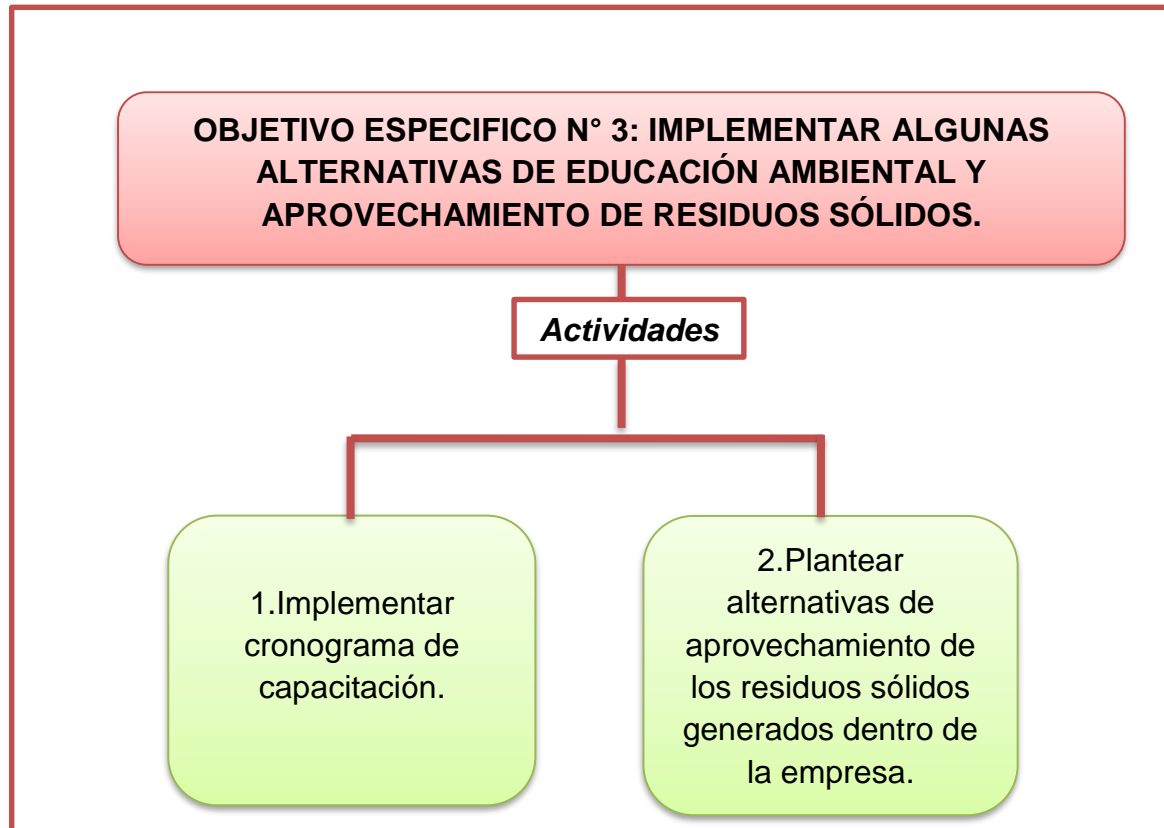 OBJETIVO ESPECIFICO N° 3: IMPLEMENTAR ALGUNAS
ALTERNATIVAS DE EDUCACIÓN AMBIENTAL Y
APROVECHAMIENTO DE RESIDUOS SÓLIDOS.
Actividades
1.Implementar
cronograma de
capacitación.
2.Plantear
alternativas de
aprovechamiento de
los residuos sólidos
generados dentro de
la empresa.